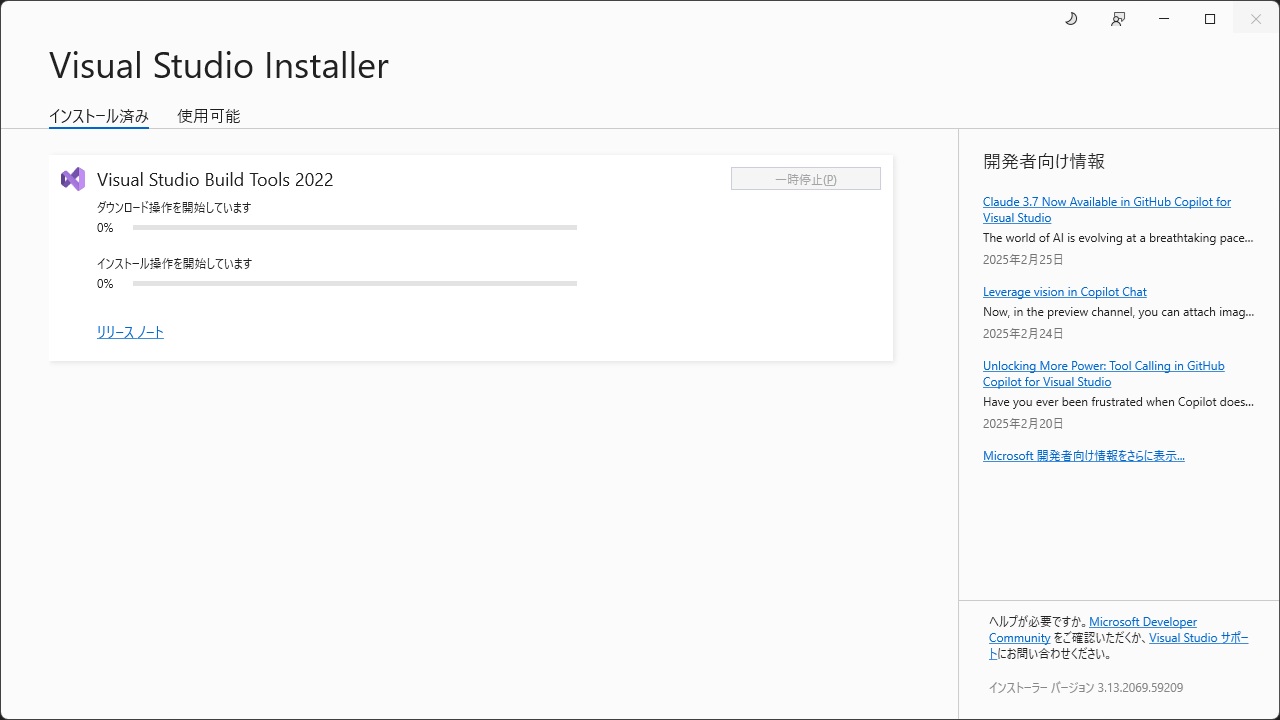 Visual Studio Installer
インストール済み
使用可能
Visual Studio Build Tools 2022
一時停止(P)
ダウンロード操作を開始しています
0%
インストール操作を開始しています
0%
リリース ノート
開発者向け情報
Claude 3.7 Now Available in GitHub Copilot for
Visual Studio
The world of AI is evolving at a breathtaking pace...
2025年2月25日
Leverage vision in Copilot Chat
Now, in the preview channel, you can attach imag...
2025年2月24日
Unlocking More Power: Tool Calling in GitHub
Copilot for Visual Studio
Have you ever been frustrated when Copilot does...
2025年2月20日
Microsoft 開発者向け情報をさらに表示...
ヘルプが必要ですか。Microsoft Developer
Community をご確認いただくか、Visual Studio サポー
トにお問い合わせください。
インストーラー バージョン 3.13.2069.59209